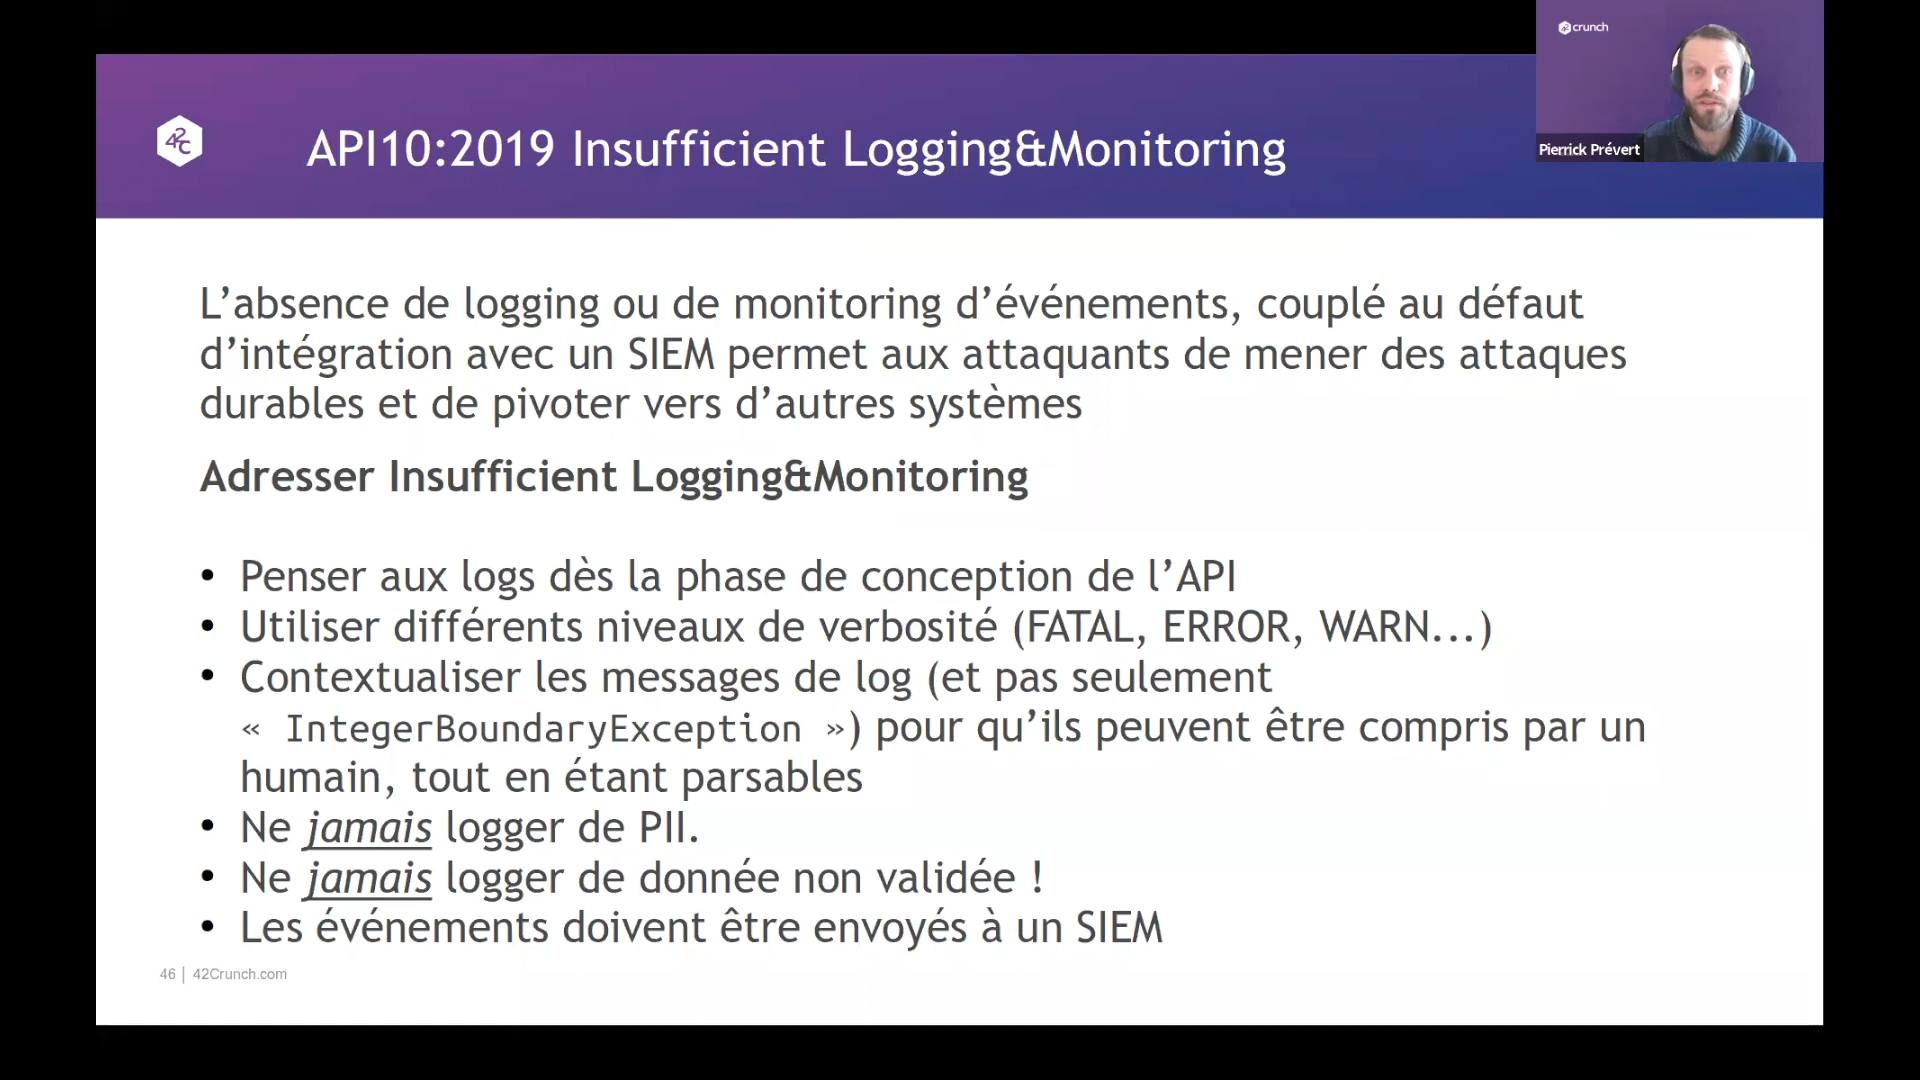 crunch
Pierrick Prévert
42c
API10:2019 Insufficient Logging&Monitoring
L’absence de logging ou de monitoring d’événements, couplé au défaut
d’intégration avec un SIEM permet aux attaquants de mener des attaques
durables et de pivoter vers d’autres systèmes
Adresser Insufficient Logging&Monitoring
• Penser aux logs dès la phase de conception de l’API
• Utiliser différents niveaux de verbosité (FATAL, ERROR, WARN...)
• Contextualiser les messages de log (et pas seulement
« IntegerBoundaryException ») pour qu’ils peuvent être compris par un
humain, tout en étant parsables
• Ne jamais logger de PII.
• Ne jamais logger de donnée non validée !
• Les événements doivent être envoyés à un SIEM
46 | 42Crunch.com